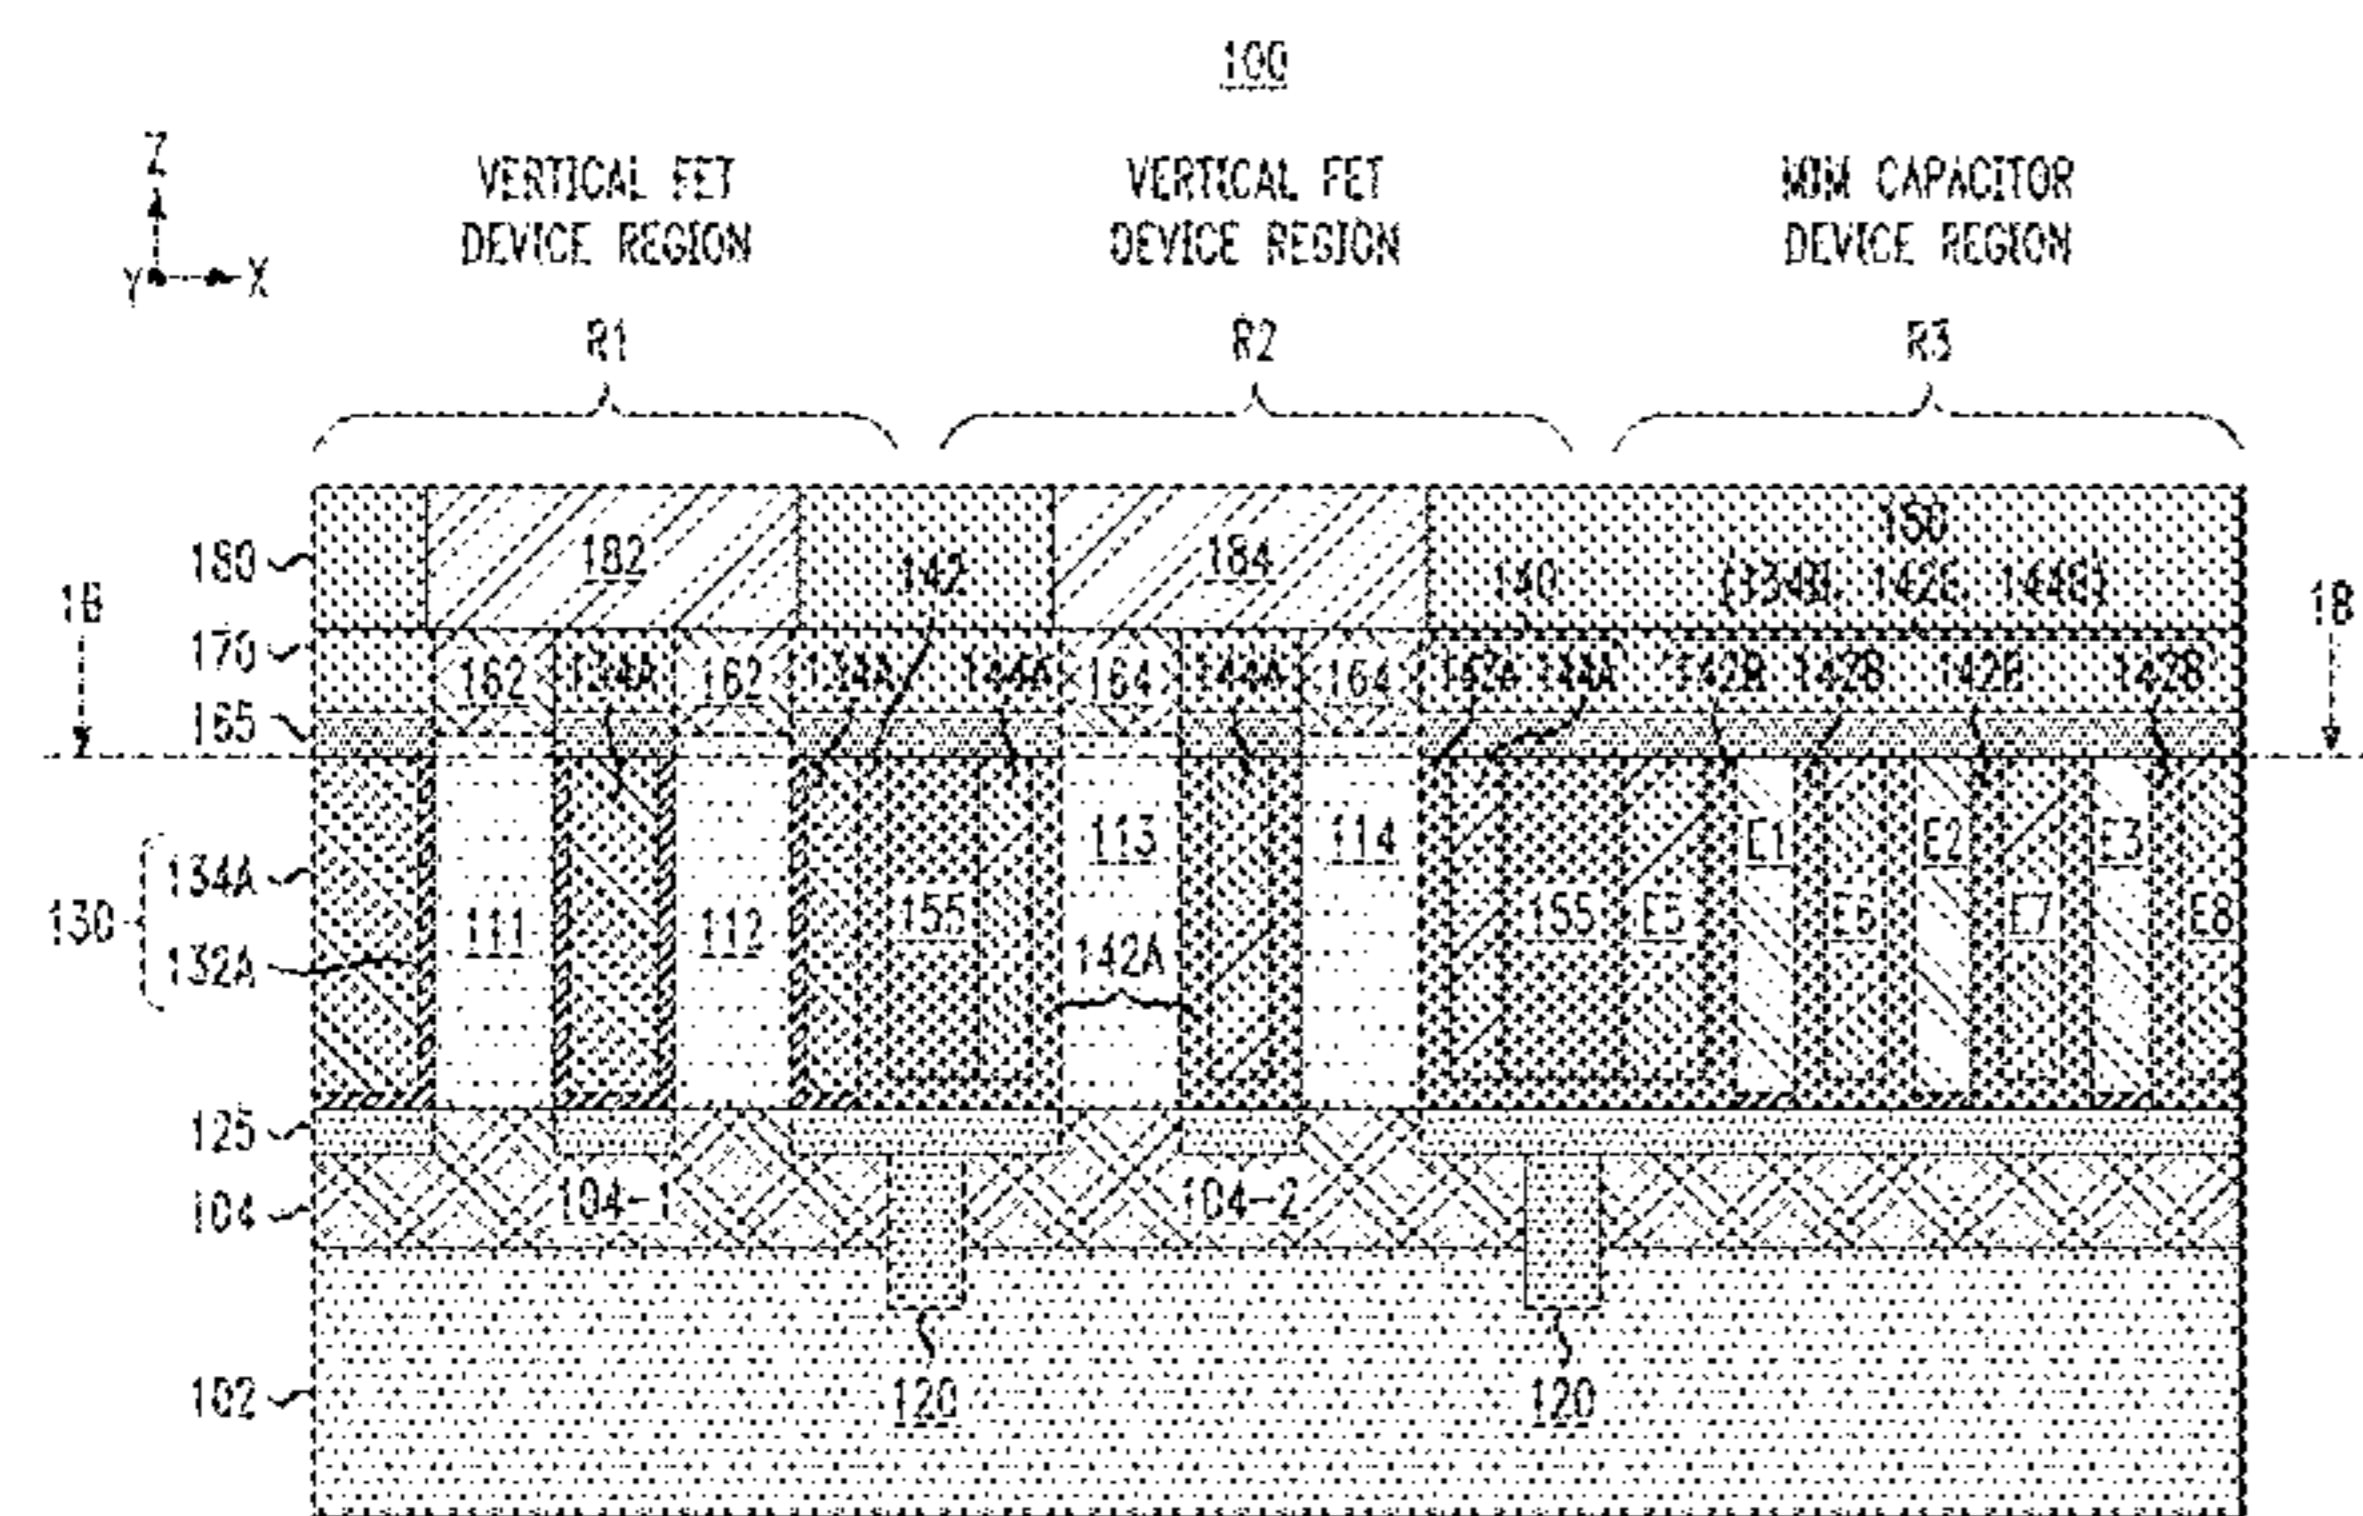 100
Z
Y X
VERTICAL FET
DEVICE REGION
VERTICAL FET
DEVICE REGION
MIM CAPACITOR
DEVICE REGION
R1
R2
R3
180
182
142
184
140
150
(134B, 142B, 144B)
1B
1B
170
162
134A
162
134A
144A
164
144A
164
142A
144A
142B
142B
142B
142B
165
130
134A
132A
111
112
155
113
142A
114
155
E5
E1
E6
E2
E7
E3
E8
125
104
104-1
104-2
102
120
120